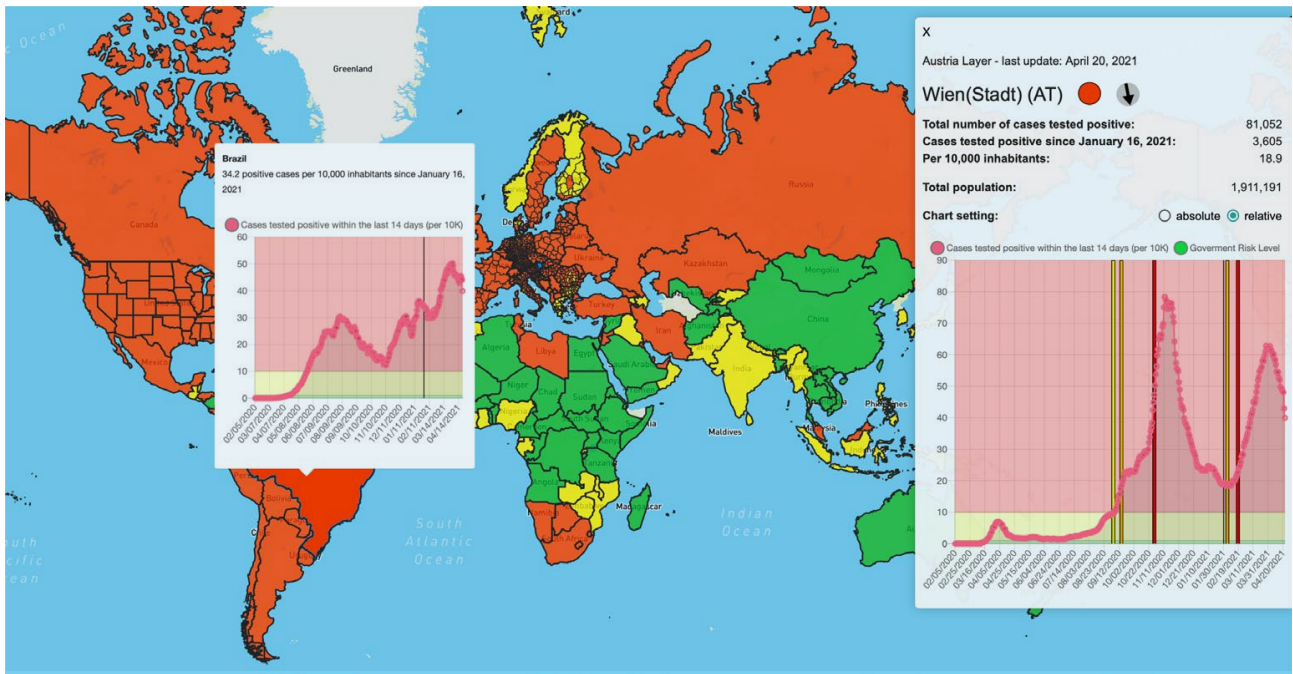 Greenland
Canada
Mexico
Russia
Kazakhstan
Ukraine
Turkey
Iran
Mongolia
China
India
Afghanistan
Saudi Arabia
Yemen
Algeria
Libya
Egypt
Niger
Chad
Sudan
Nigeria
Angola
Namibia
Bolivia
Madagascar
Maldives
South
Atlantic
Ocean
Indian
Ocean
Brazil
34.2 positive cases per 10,000 inhabitants since January 16,
2021
Cases tested positive within the last 14 days (per 10K)
60
50
40
30
20
10
0
02/05/2020
03/07/2020
04/07/2020
05/08/2020
06/08/2020
07/09/2020
08/09/2020
09/09/2020
10/10/2020
11/10/2020
12/11/2020
01/11/2021
02/11/2021
03/14/2021
04/14/2021
X
Austria Layer - last update: April 20, 2021
Wien(Stadt) (AT)
Total number of cases tested positive: 81,052
Cases tested positive since January 16, 2021: 3,605
Per 10,000 inhabitants: 18.9
Total population: 1,911,191
Chart setting: absolute relative
Cases tested positive within the last 14 days (per 10K) Goverment Risk Level
90
80
70
60
50
40
30
20
10
0
02/05/2020
02/25/2020
03/16/2020
04/05/2020
04/25/2020
05/15/2020
06/04/2020
06/24/2020
07/14/2020
08/03/2020
08/23/2020
09/12/2020
10/02/2020
10/22/2020
11/11/2020
12/01/2020
12/21/2020
01/10/2021
01/30/2021
02/19/2021
03/11/2021
03/31/2021
04/20/2021